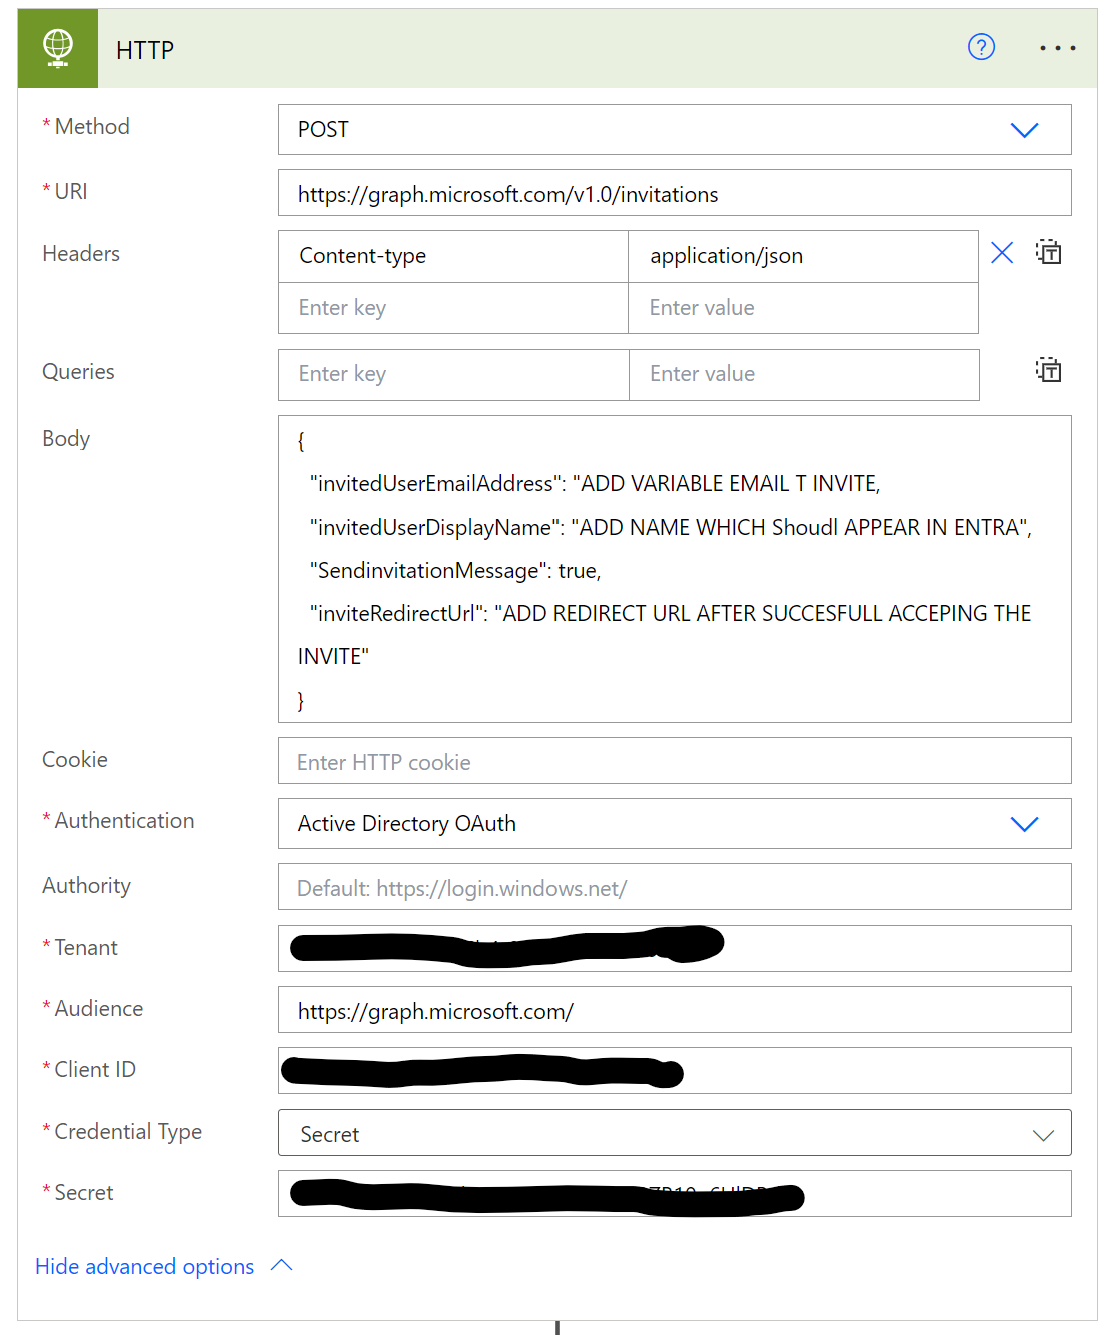 HTTP
* Method POST
* URI https://graph.microsoft.com/v1.0/invitations
Headers Content-type application/json
Enter key Enter value
Queries Enter key Enter value
Body {
"invitedUserEmailAddress": "ADD VARIABLE EMAIL T INVITE,
"invitedUserDisplayName": "ADD NAME WHICH Shoudl APPEAR IN ENTRA",
"SendinvitationMessage": true,
"inviteRedirectUrl": "ADD REDIRECT URL AFTER SUCCESFULL ACCEPING THE
INVITE"
}
Cookie Enter HTTP cookie
* Authentication Active Directory OAuth
Authority Default: https://login.windows.net/
* Tenant
* Audience https://graph.microsoft.com/
* Client ID
* Credential Type Secret
* Secret
Hide advanced options